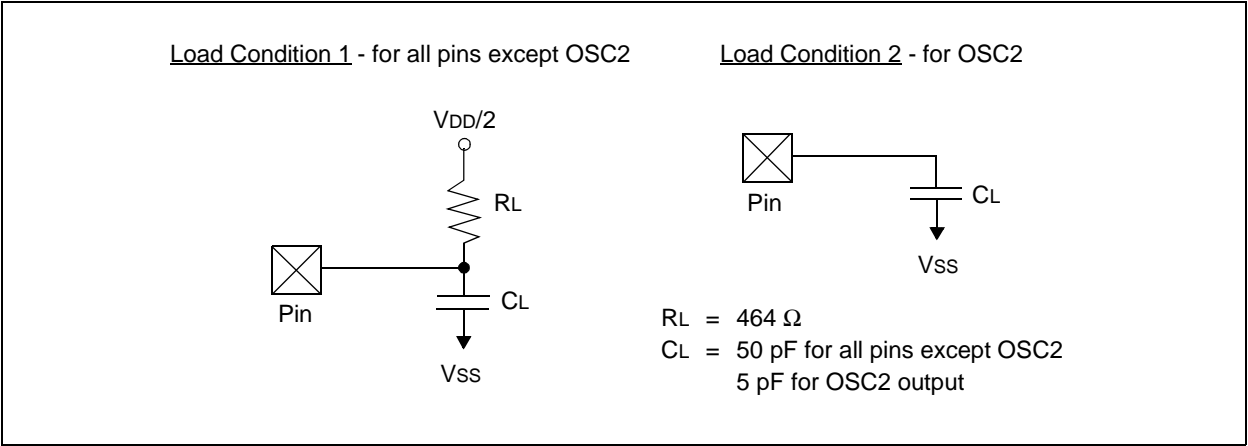 Load Condition 1 - for all pins except OSC2
VDD/2
RL
Pin
CL
VSS
Load Condition 2 - for OSC2
Pin
CL
VSS
RL = 464 Ω
CL = 50 pF for all pins except OSC2
5 pF for OSC2 output